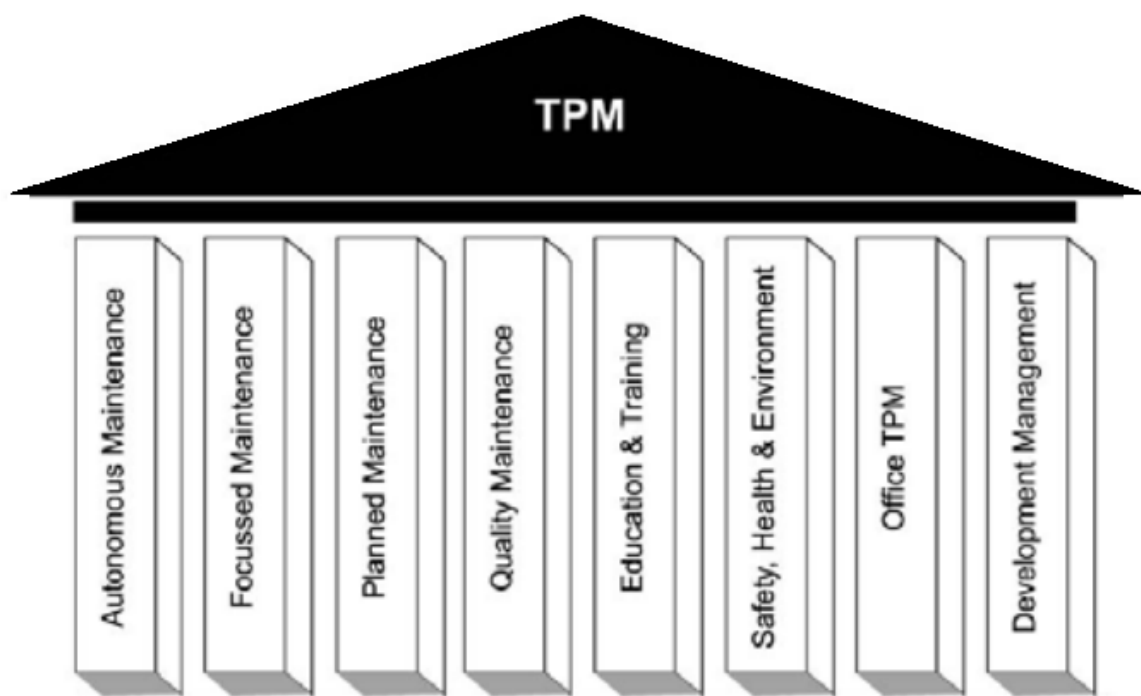 TPM
Autonomous Maintenance
Focussed Maintenance
Planned Maintenance
Quality Maintenance
Education & Training
Safety, Health & Environment
Office TPM
Development Management